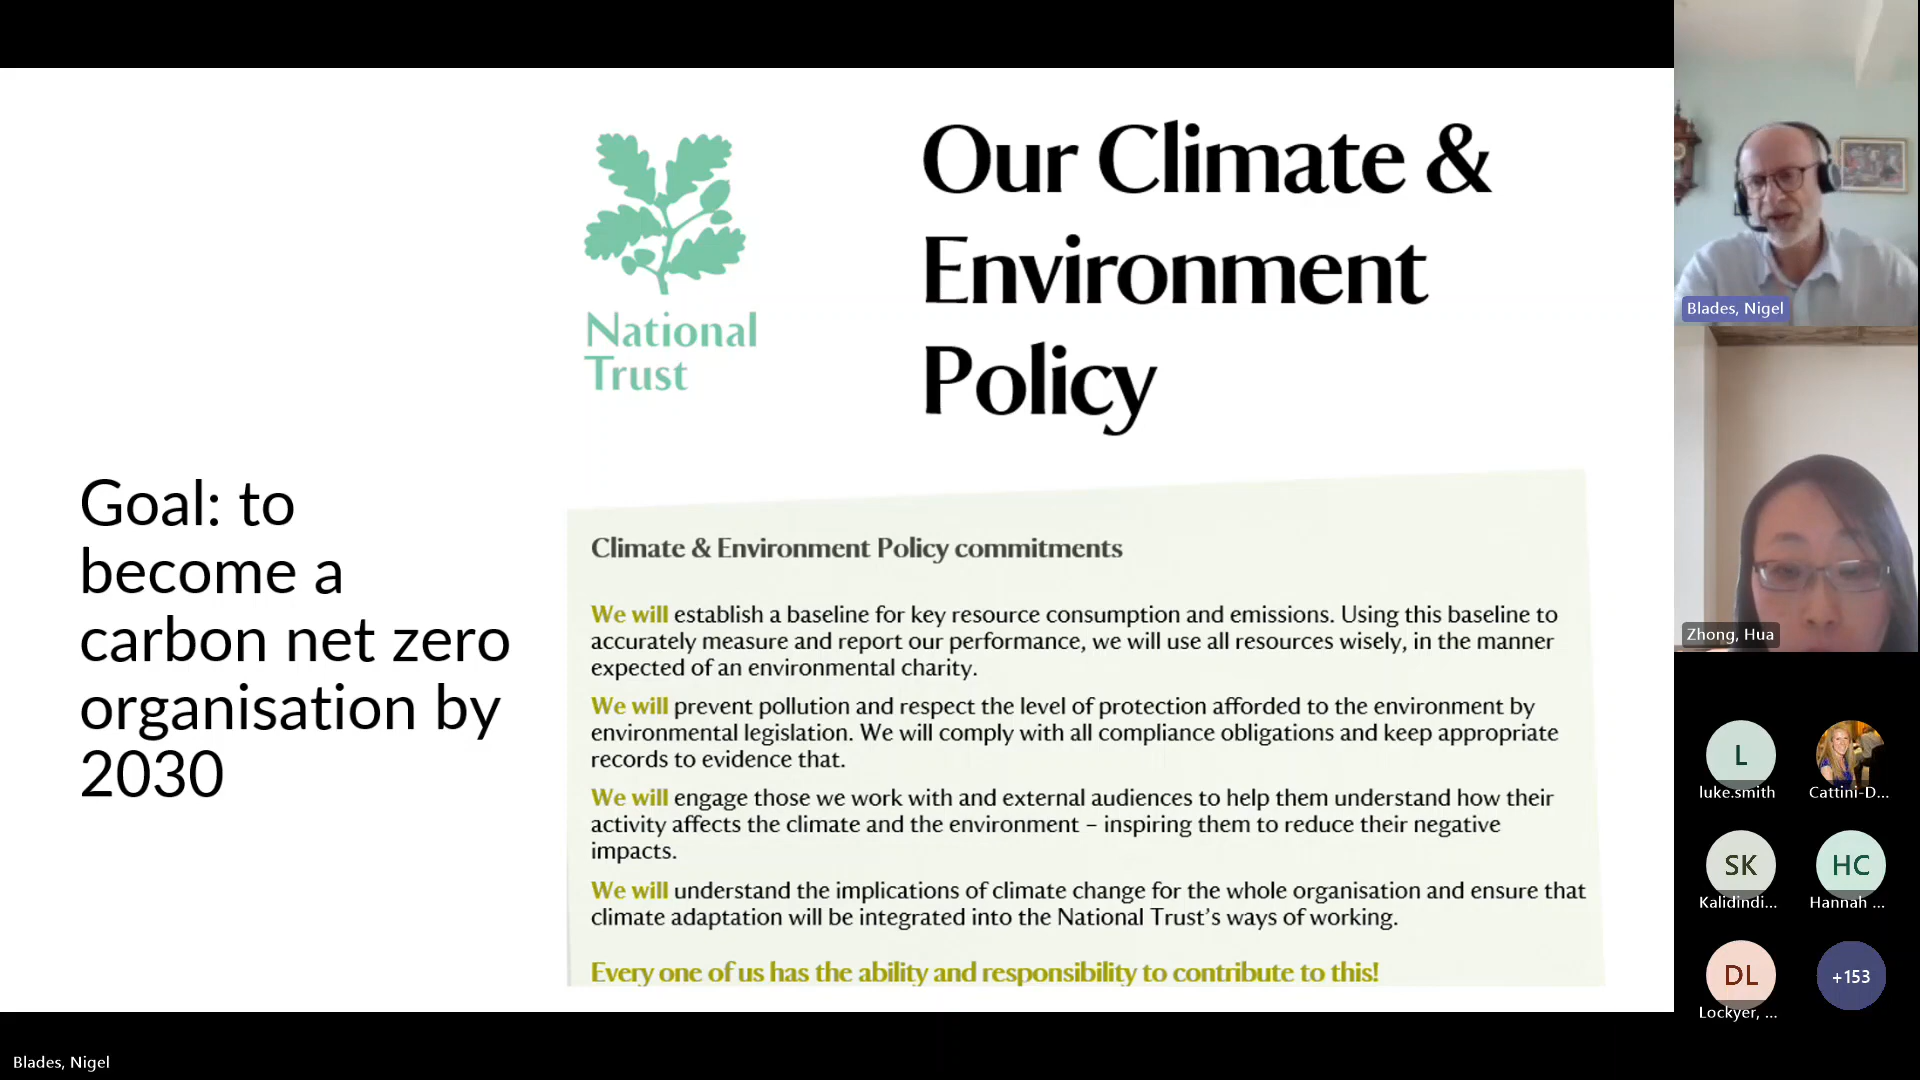 Our Climate &
Environment
Policy
National
Trust
Goal: to
become a
carbon net zero
organisation by
2030
Climate & Environment Policy commitments
We will establish a baseline for key resource consumption and emissions. Using this baseline to
accurately measure and report our performance, we will use all resources wisely, in the manner
expected of an environmental charity.
We will prevent pollution and respect the level of protection afforded to the environment by
environmental legislation. We will comply with all compliance obligations and keep appropriate
records to evidence that.
We will engage those we work with and external audiences to help them understand how their
activity affects the climate and the environment – inspiring them to reduce their negative
impacts.
We will understand the implications of climate change for the whole organisation and ensure that
climate adaptation will be integrated into the National Trust’s ways of working.
Every one of us has the ability and responsibility to contribute to this!
Blades, Nigel
Zhong, Hua
L
luke.smith
Cattini-D...
SK
Kalidindi...
HC
Hannah ...
DL
Lockyer, ...
+153
Blades, Nigel